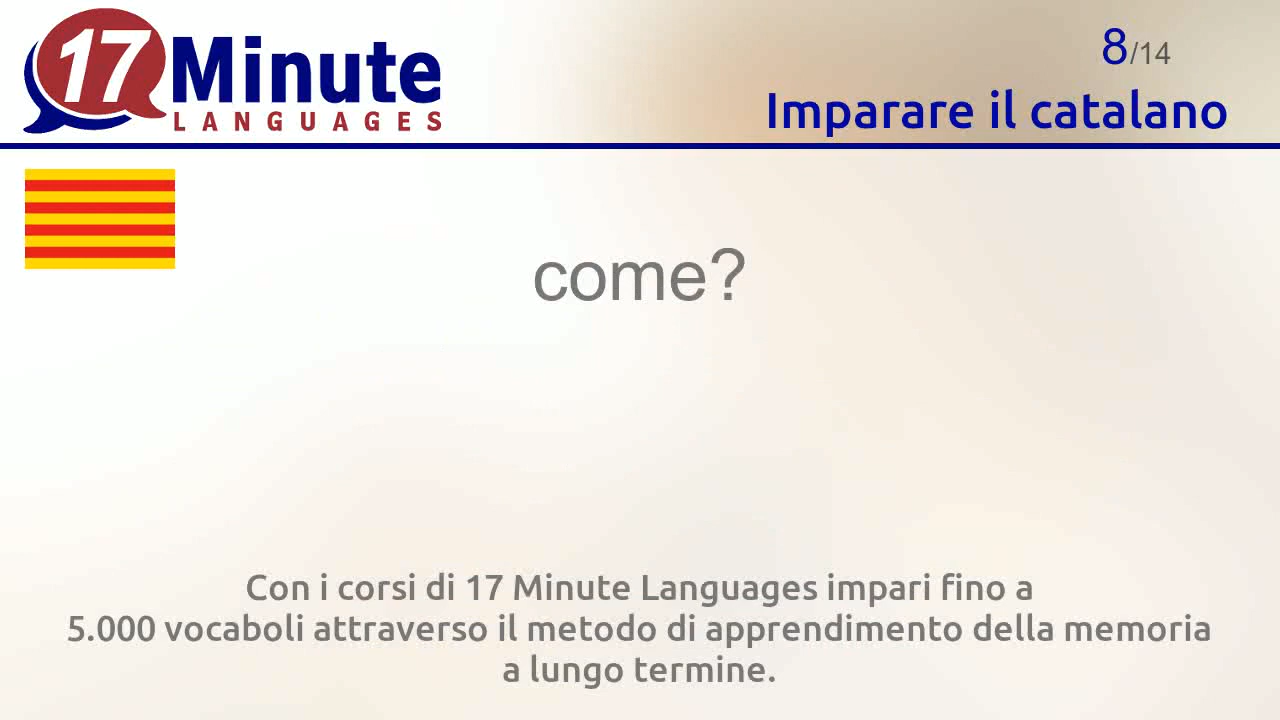 17 Minute
LANGUAGES
8/14
Imparare il catalano
come?
Con i corsi di 17 Minute Languages impari fino a
5.000 vocaboli attraverso il metodo di apprendimento della memoria
a lungo termine.